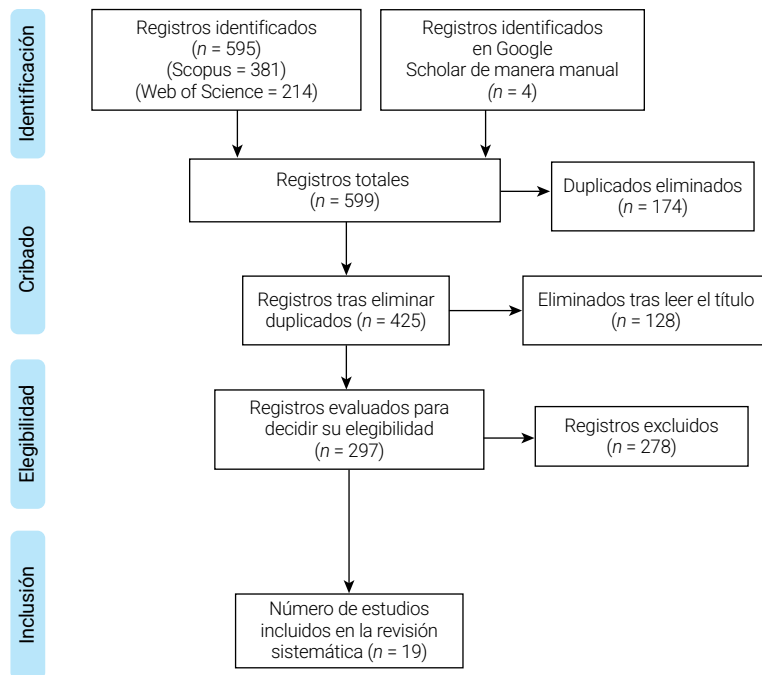 Identificación
Registros identificados
(n = 595)
(Scopus = 381)
(Web of Science = 214)
Registros identificados
en Google
Scholar de manera manual
(n = 4)
Cribado
Registros totales
(n = 599)
Duplicados eliminados
(n = 174)
Registros tras eliminar
duplicados (n = 425)
Eliminados tras leer el título
(n = 128)
Elegibilidad
Registros evaluados para
decidir su elegibilidad
(n = 297)
Registros excluidos
(n = 278)
Inclusión
Número de estudios
incluidos en la revisión
sistemática (n = 19)